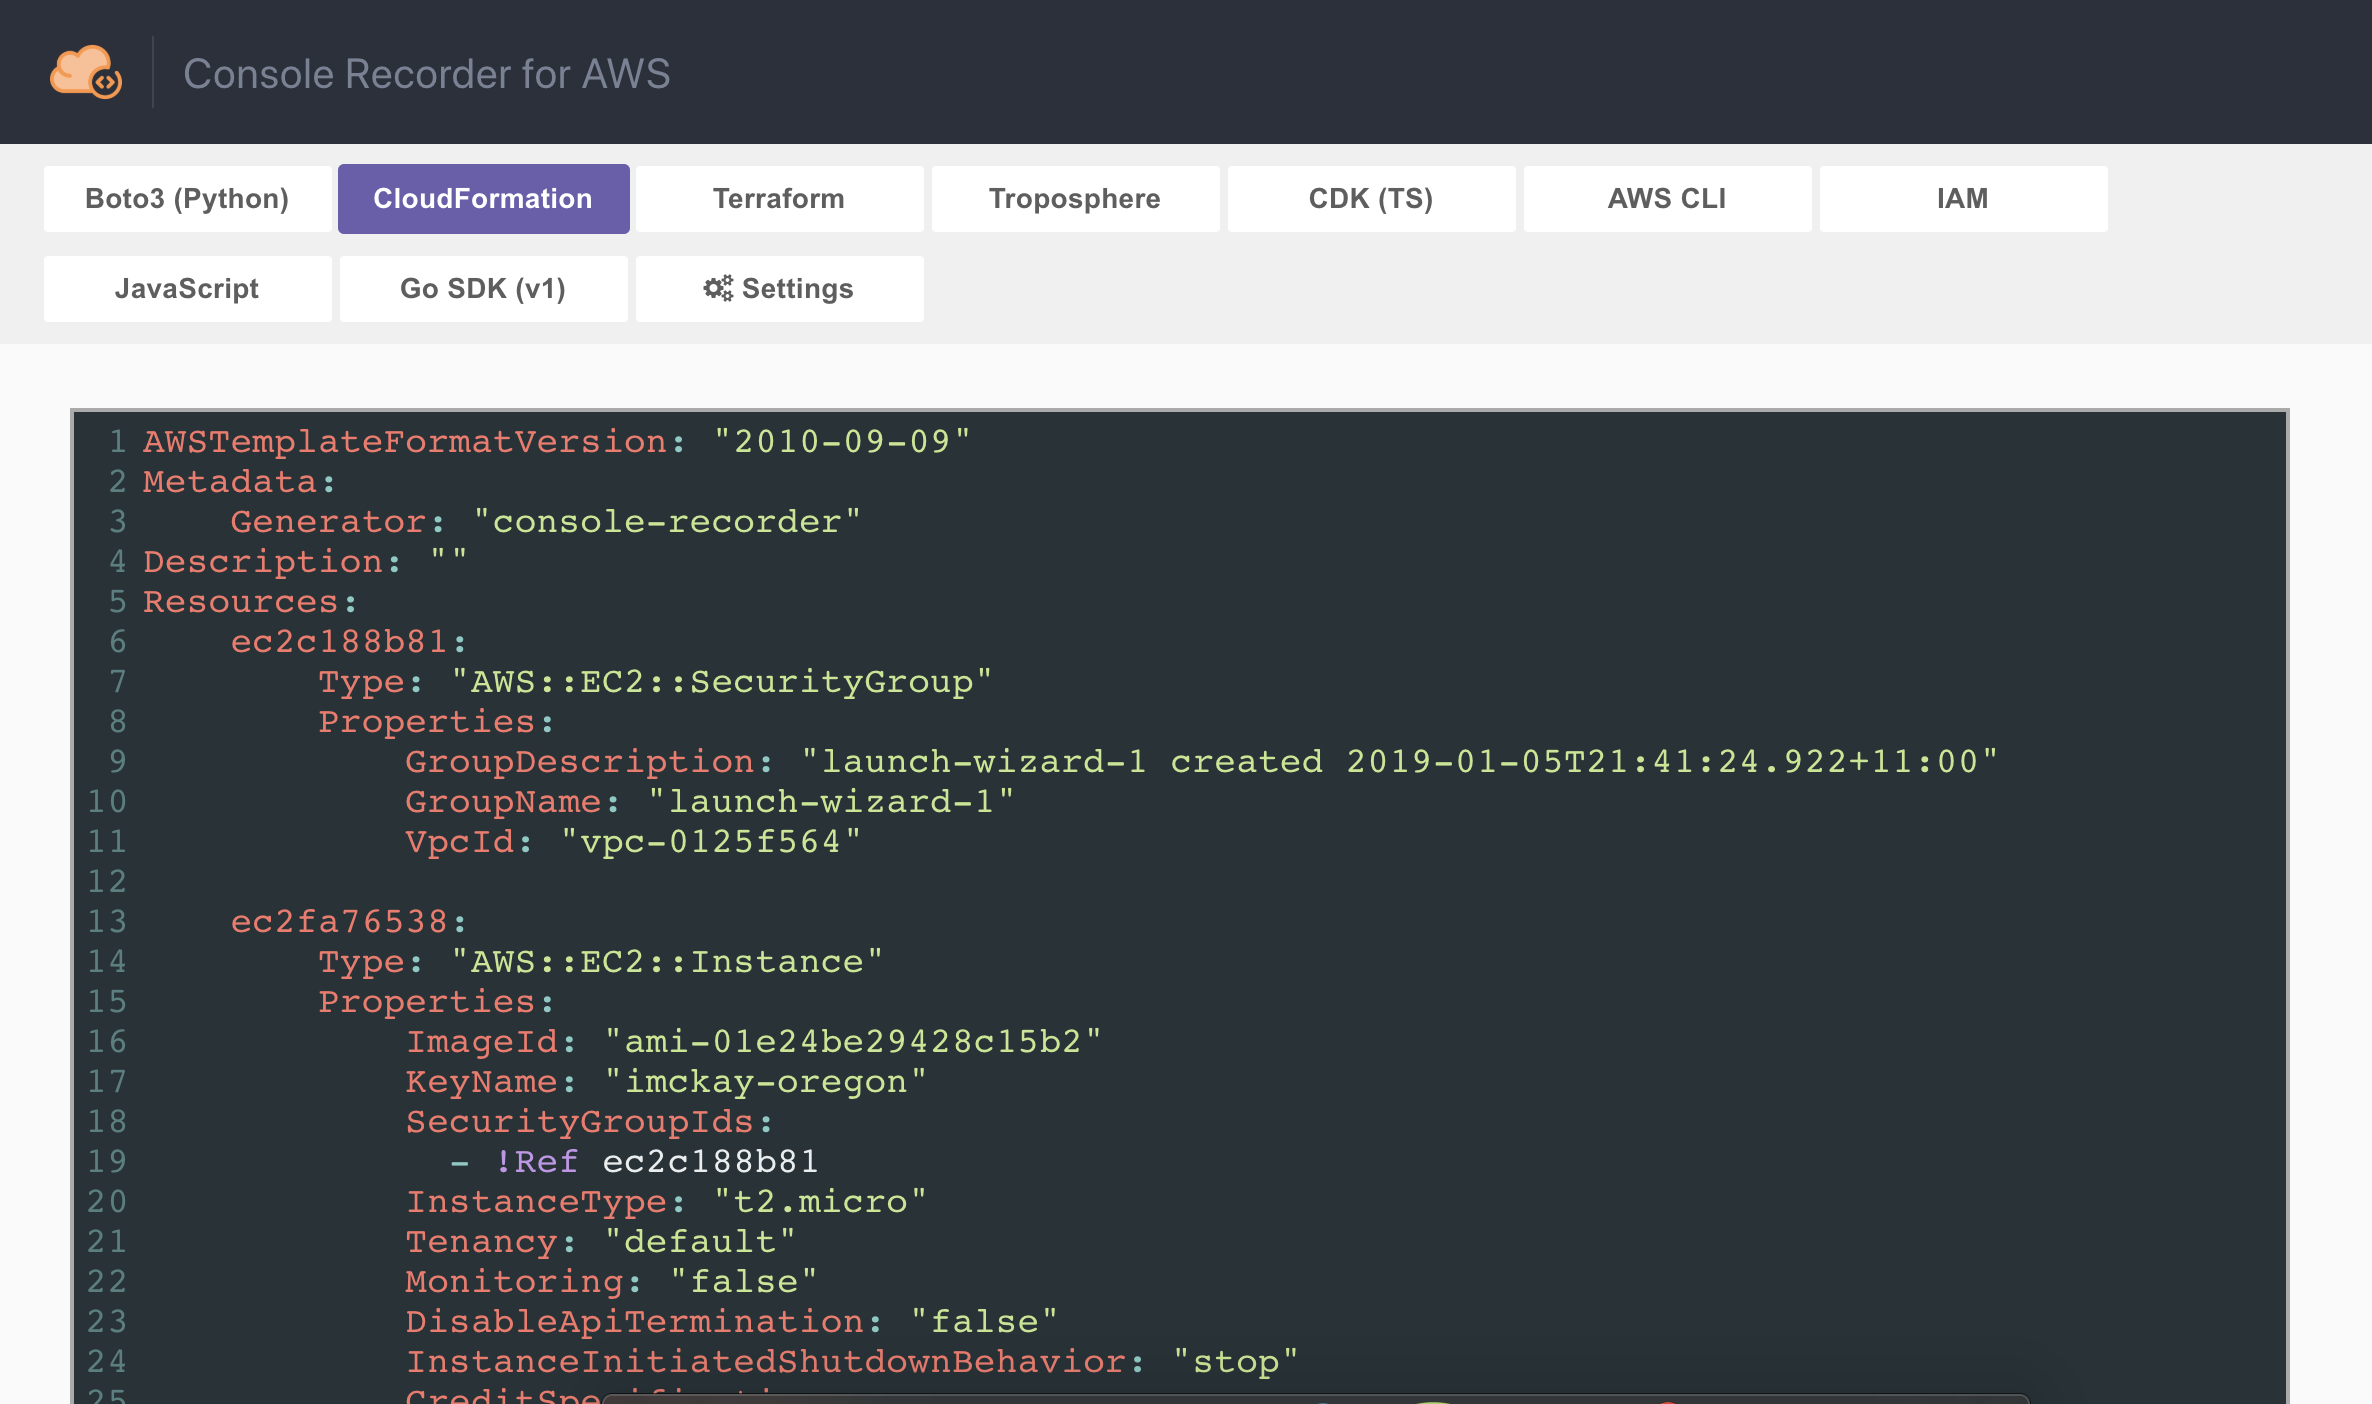 Console Recorder for AWS
Boto3 (Python) CloudFormation Terraform Troposphere CDK (TS) AWS CLI IAM
JavaScript Go SDK (v1) Settings
1 AWSTemplateFormatVersion: "2010-09-09"
2 Metadata:
3     Generator: "console-recorder"
4 Description: ""
5 Resources:
6     ec2c188b81:
7         Type: "AWS::EC2::SecurityGroup"
8         Properties:
9             GroupDescription: "launch-wizard-1 created 2019-01-05T21:41:24.922+11:00"
10             GroupName: "launch-wizard-1"
11             VpcId: "vpc-0125f564"
12
13     ec2fa76538:
14         Type: "AWS::EC2::Instance"
15         Properties:
16             ImageId: "ami-01e24be29428c15b2"
17             KeyName: "imckay-oregon"
18             SecurityGroupIds:
19               - !Ref ec2c188b81
20             InstanceType: "t2.micro"
21             Tenancy: "default"
22             Monitoring: "false"
23             DisableApiTermination: "false"
24             InstanceInitiatedShutdownBehavior: "stop"
25